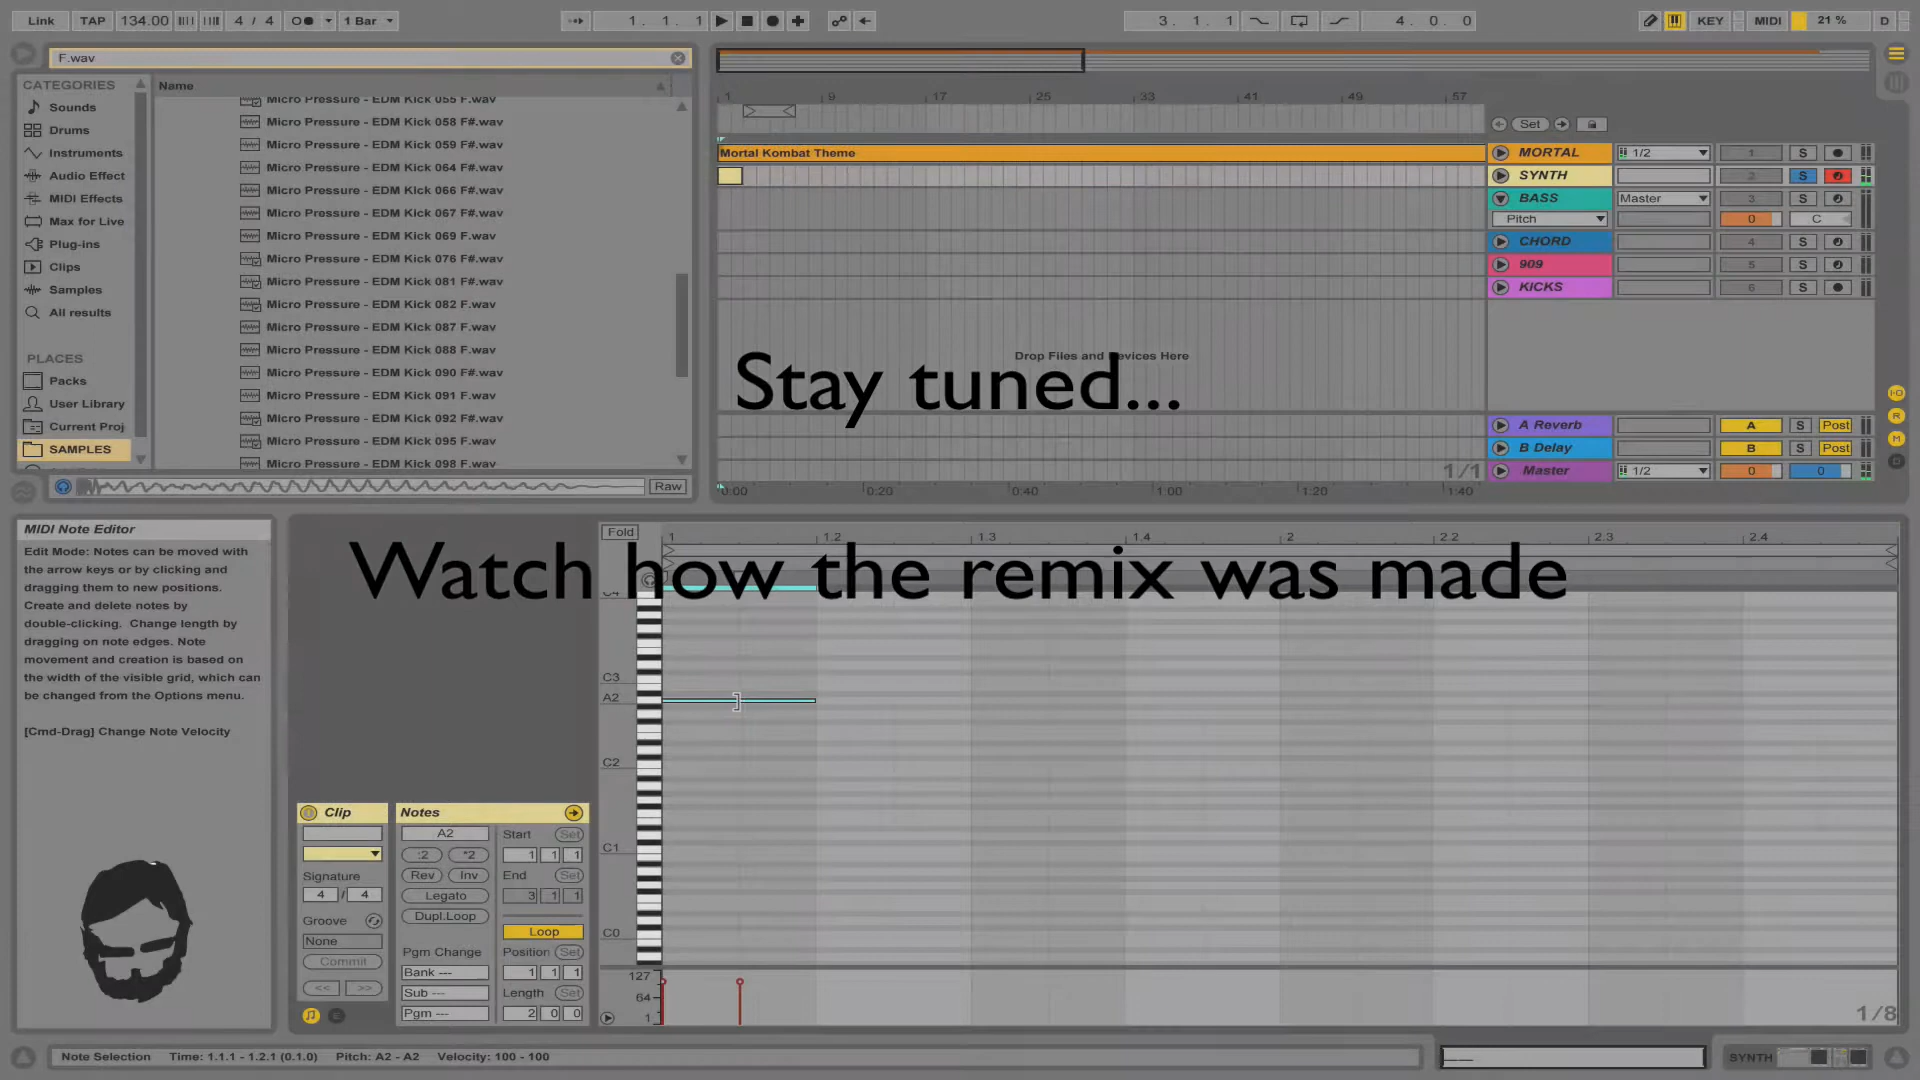 Link TAP 134.00 4 / 4 1 Bar 1. 1. 1 3. 1. 1 4. 0. 0 KEY MIDI 21 % D
F.wav
CATEGORIES
Sounds
Drums
Instruments
Audio Effect
MIDI Effects
Max for Live
Plug-ins
Clips
Samples
All results
PLACES
Packs
User Library
Current Proj
SAMPLES
Name
Micro Pressure - EDM Kick 055 F.wav
Micro Pressure - EDM Kick 058 F#.wav
Micro Pressure - EDM Kick 059 F#.wav
Micro Pressure - EDM Kick 064 F#.wav
Micro Pressure - EDM Kick 066 F#.wav
Micro Pressure - EDM Kick 067 F#.wav
Micro Pressure - EDM Kick 069 F.wav
Micro Pressure - EDM Kick 076 F#.wav
Micro Pressure - EDM Kick 081 F#.wav
Micro Pressure - EDM Kick 082 F.wav
Micro Pressure - EDM Kick 087 F.wav
Micro Pressure - EDM Kick 088 F.wav
Micro Pressure - EDM Kick 090 F#.wav
Micro Pressure - EDM Kick 091 F.wav
Micro Pressure - EDM Kick 092 F#.wav
Micro Pressure - EDM Kick 095 F.wav
Micro Pressure - EDM Kick 098 F.wav
Raw
1 9 17 25 33 41 49 57
Set
Mortal Kombat Theme
MORTAL 1/2 1 S
SYNTH 2 S
BASS Master 3 S
Pitch 0 C
CHORD 4 S
909 5 S
KICKS 6 S
Drop Files and Devices Here
Stay tuned...
A Reverb A S Post
B Delay B S Post
1/1 Master 1/2 0 0
0:00 0:20 0:40 1:00 1:20 1:40
I·O
R
M
D
MIDI Note Editor
Edit Mode: Notes can be moved with
the arrow keys or by clicking and
dragging them to new positions.
Create and delete notes by
double-clicking. Change length by
dragging on note edges. Note
movement and creation is based on
the width of the visible grid, which can
be changed from the Options menu.
[Cmd-Drag] Change Note Velocity
Fold 1 1.2 1.3 1.4 2 2.2 2.3 2.4
Watch how the remix was made
C4
C3
A2
C2
C1
C0
127
64
1
1/8
Clip
Signature
4 / 4
Groove
None
Commit
<< >>
Notes
A2
:2 *2
Rev Inv
Legato
Dupl.Loop
Pgm Change
Bank ---
Sub ---
Pgm ---
Start Set
1 1 1
End Set
3 1 1
Loop
Position Set
1 1 1
Length Set
2 0 0
Note Selection Time: 1.1.1 - 1.2.1 (0.1.0) Pitch: A2 - A2 Velocity: 100 - 100
SYNTH